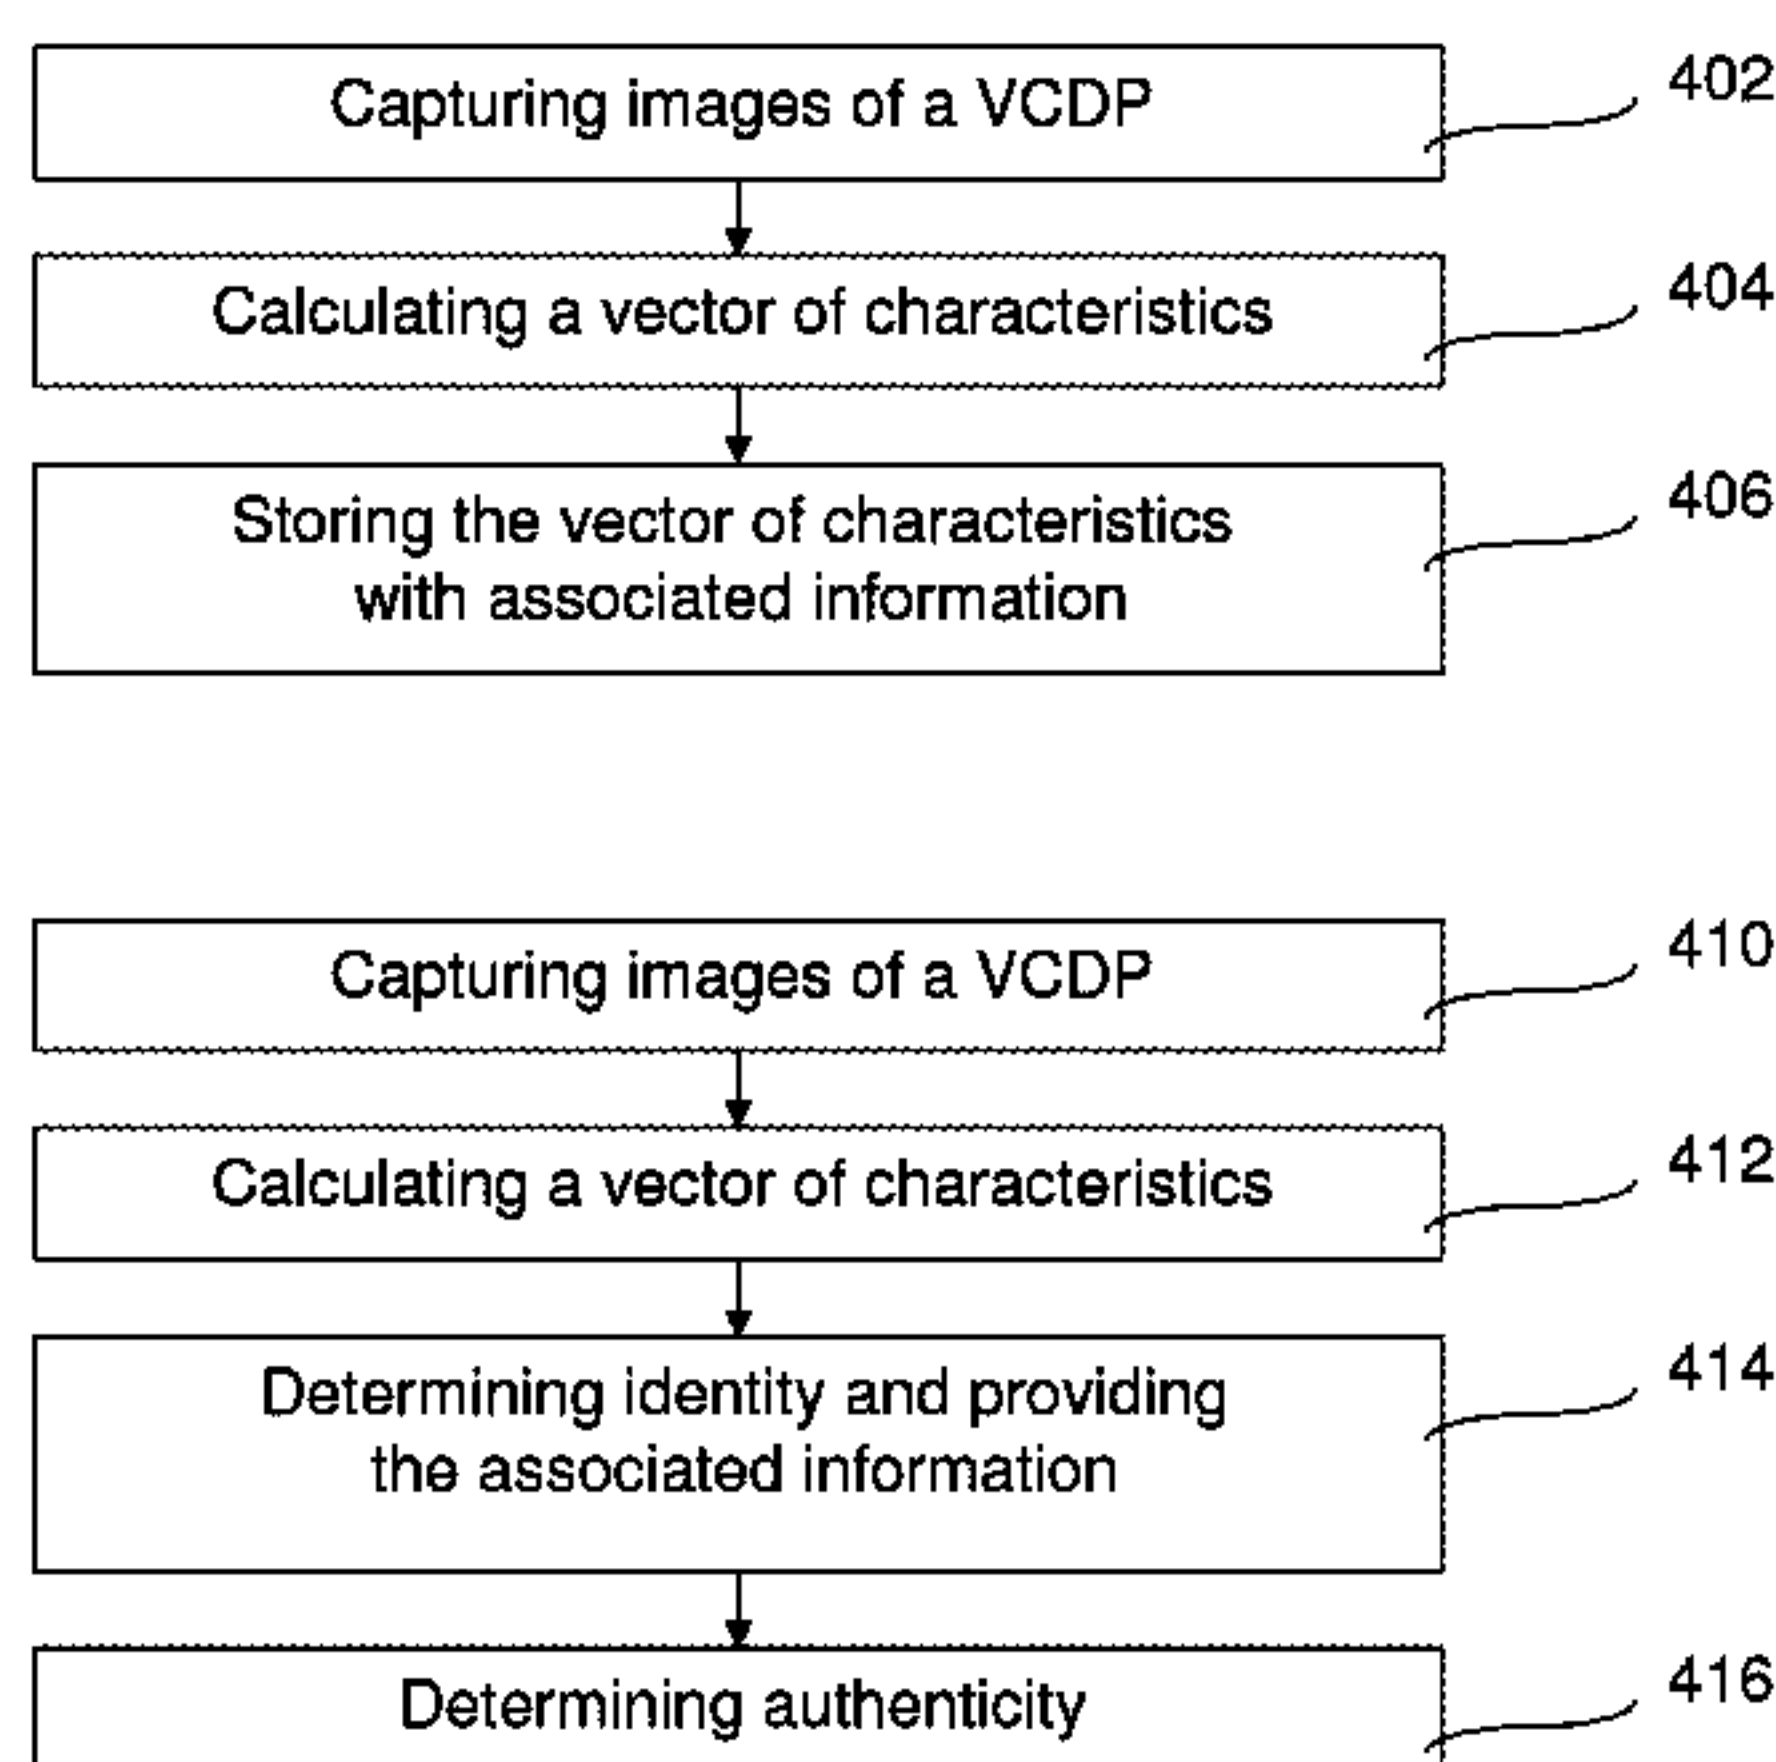 Capturing images of a VCDP
402
Calculating a vector of characteristics
404
Storing the vector of characteristics
with associated information
406
Capturing images of a VCDP
410
Calculating a vector of characteristics
412
Determining identity and providing
the associated information
414
Determining authenticity
416